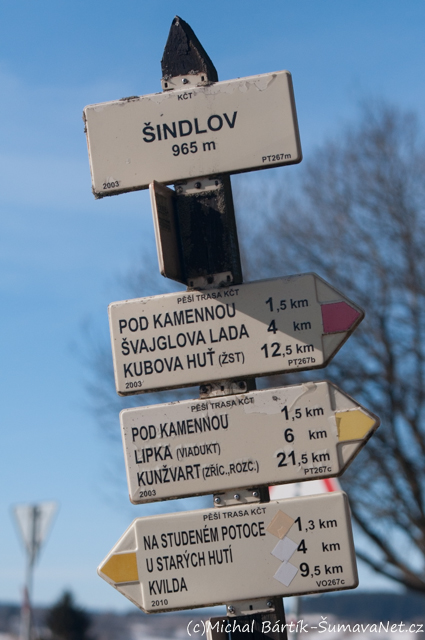 KČT
ŠINDLOV
965 m
2003 PT267m
PĚŠÍ TRASA KČT
POD KAMENNOU 1,5 km
ŠVAJGLOVA LADA 4 km
KUBOVA HUŤ (ŽST) 12,5 km
2003 PT267b
PĚŠÍ TRASA KČT
POD KAMENNOU 1,5 km
LIPKA (VIADUKT) 6 km
KUNŽVART (ZŘÍC.,ROZC.) 21,5 km
2003 PT267c
PĚŠÍ TRASA KČT
NA STUDENÉM POTOCE 1,3 km
U STARÝCH HUTÍ 4 km
KVILDA 9,5 km
2010 VO267c
(c)Michal Bártík-ŠumavaNet.cz